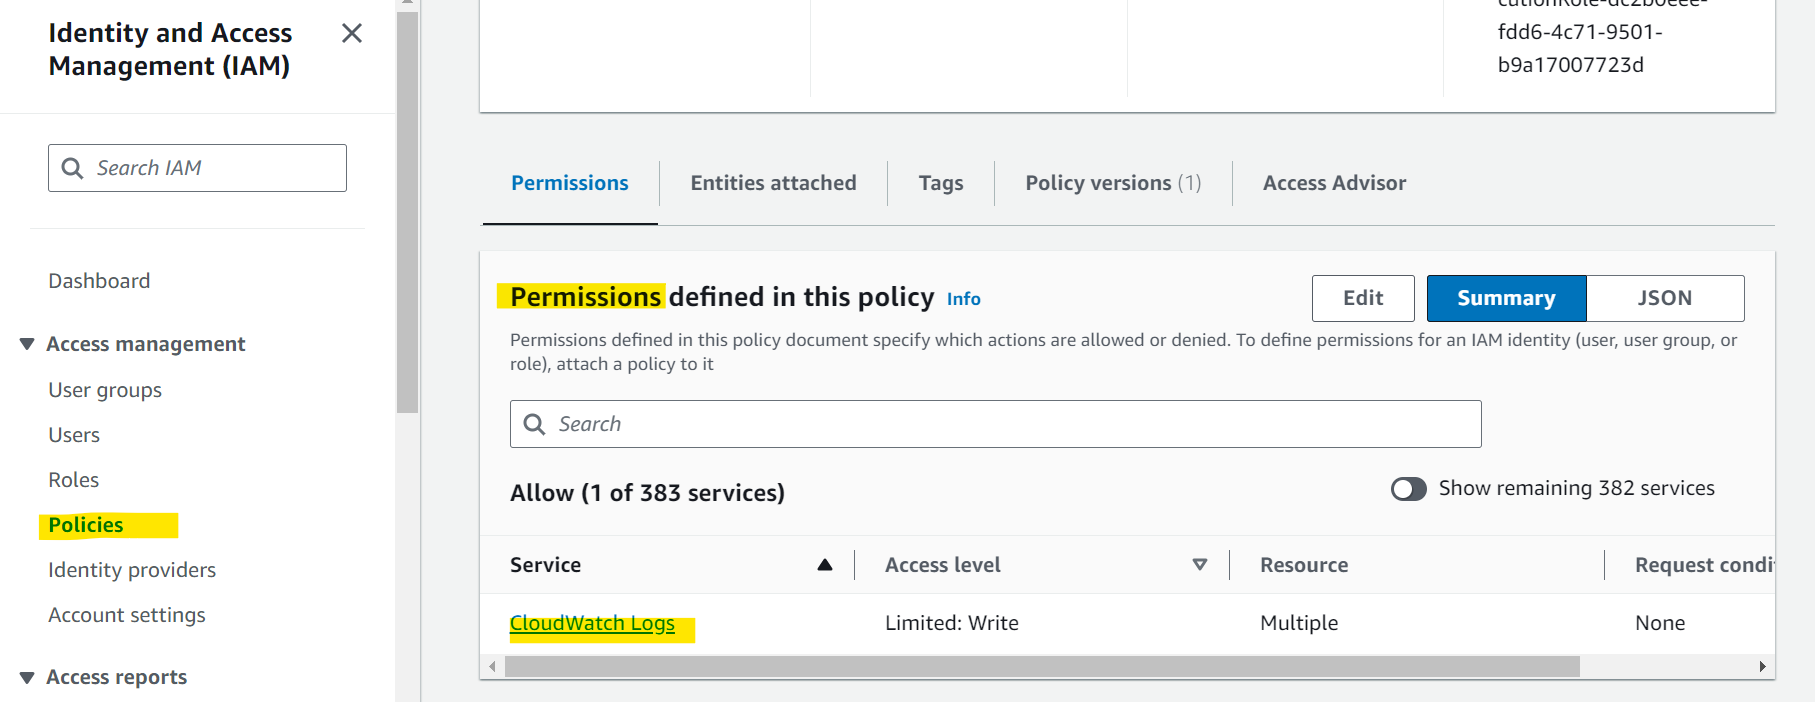 Identity and Access
Management (IAM)
Search IAM
Dashboard
Access management
User groups
Users
Roles
Policies
Identity providers
Account settings
Access reports
fdd6-4c71-9501-
b9a17007723d
Permissions
Entities attached
Tags
Policy versions (1)
Access Advisor
Permissions defined in this policy Info
Edit
Summary
JSON
Permissions defined in this policy document specify which actions are allowed or denied. To define permissions for an IAM identity (user, user group, or
role), attach a policy to it
Search
Allow (1 of 383 services)
Show remaining 382 services
Service
Access level
Resource
Request condi
CloudWatch Logs
Limited: Write
Multiple
None